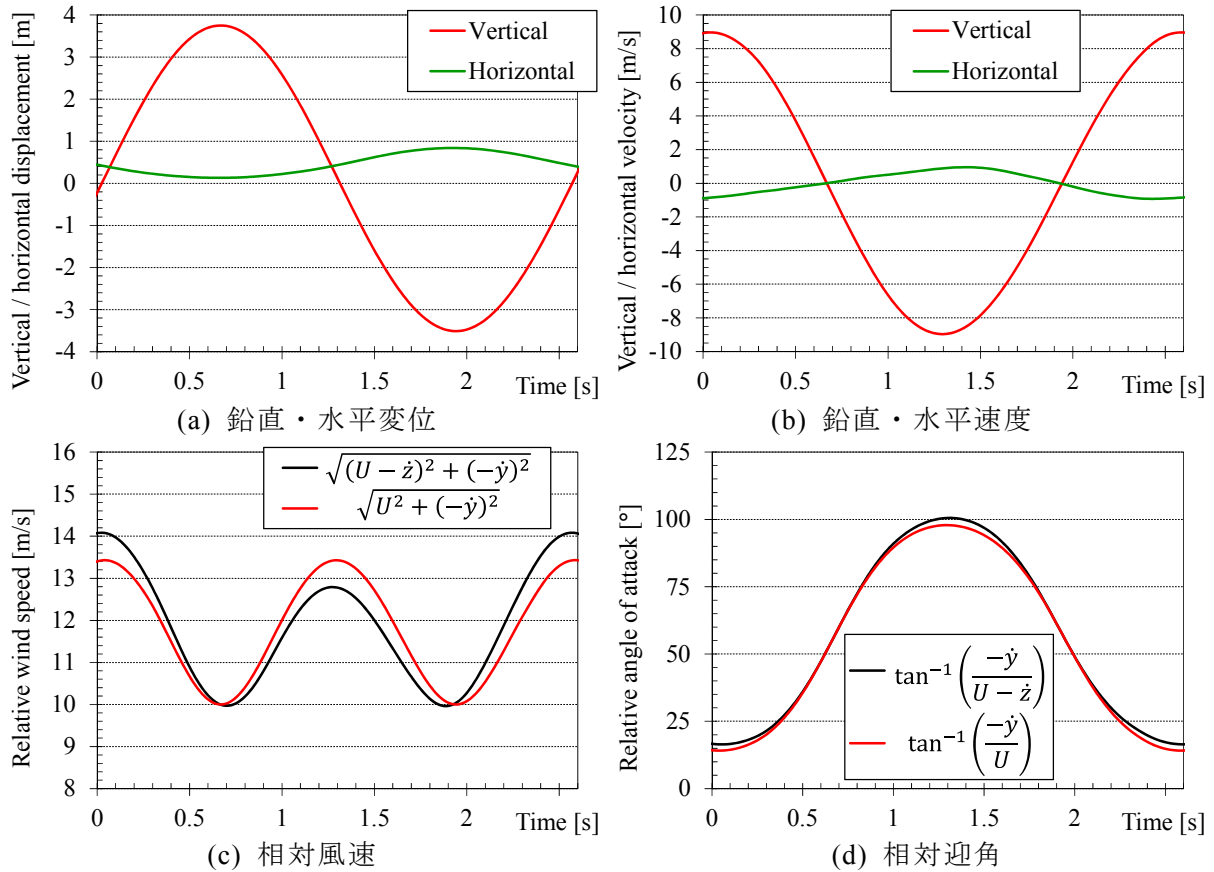 Vertical / horizontal displacement [m]
4
3
2
1
0
-1
-2
-3
-4
Vertical
Horizontal
0
0.5
1
1.5
2
Time [s]
(a) 鉛直・水平変位
Vertical / horizontal velocity [m/s]
10
8
6
4
2
0
-2
-4
-6
-8
-10
Vertical
Horizontal
0
0.5
1
1.5
2
Time [s]
(b) 鉛直・水平速度
Relative wind speed [m/s]
16
15
14
13
12
11
10
9
8
√((U − ż)² + (−ẏ)²)
√(U² + (−ẏ)²)
0
0.5
1
1.5
2
Time [s]
(c) 相対風速
Relative angle of attack [°]
125
100
75
50
25
0
tan⁻¹(−ẏ/(U − ż))
tan⁻¹(−ẏ/U)
0
0.5
1
1.5
2
Time [s]
(d) 相対迎角